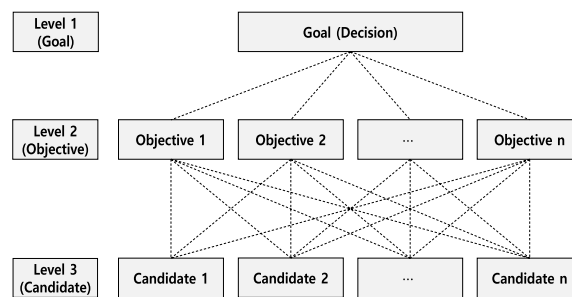 Level 1
(Goal)
Goal (Decision)
Level 2
(Objective)
Objective 1
Objective 2
...
Objective n
Level 3
(Candidate)
Candidate 1
Candidate 2
...
Candidate n